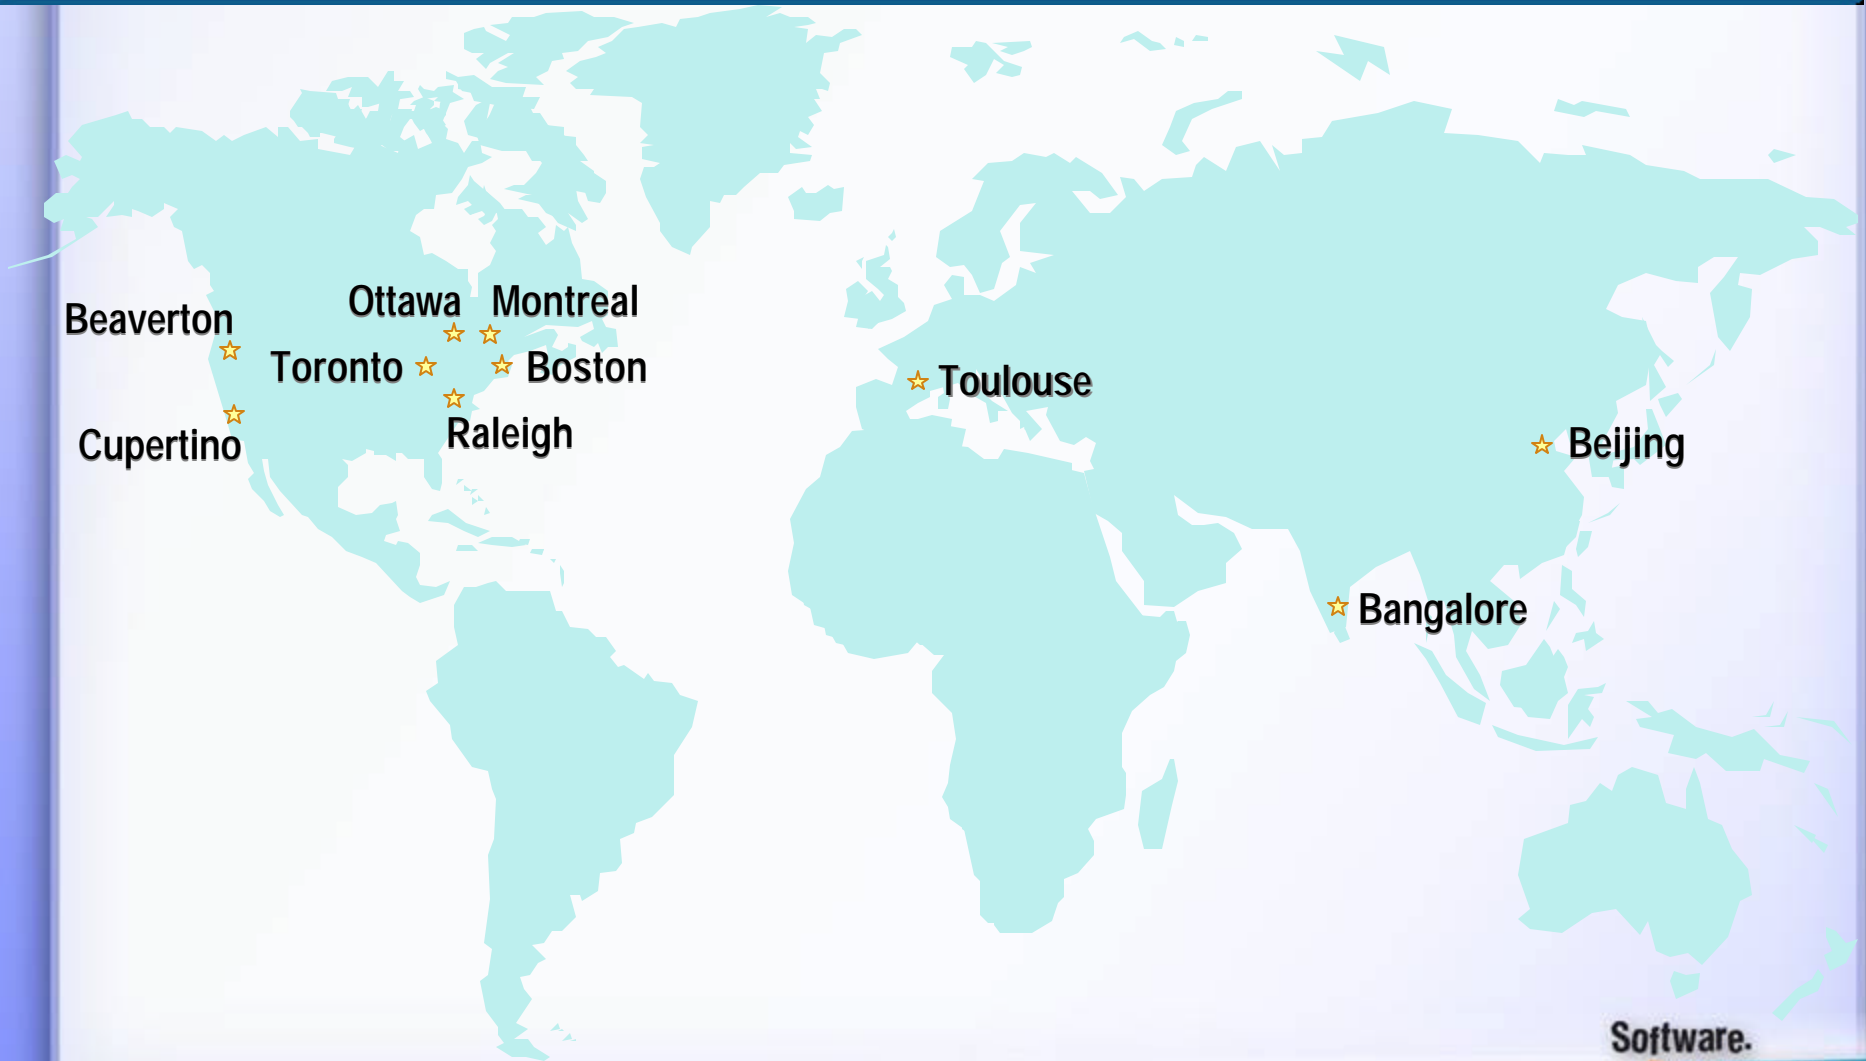 Ottawa Montreal
Beaverton
Toronto Boston
Toulouse
Raleigh
Cupertino
Beijing
Bangalore
Software.